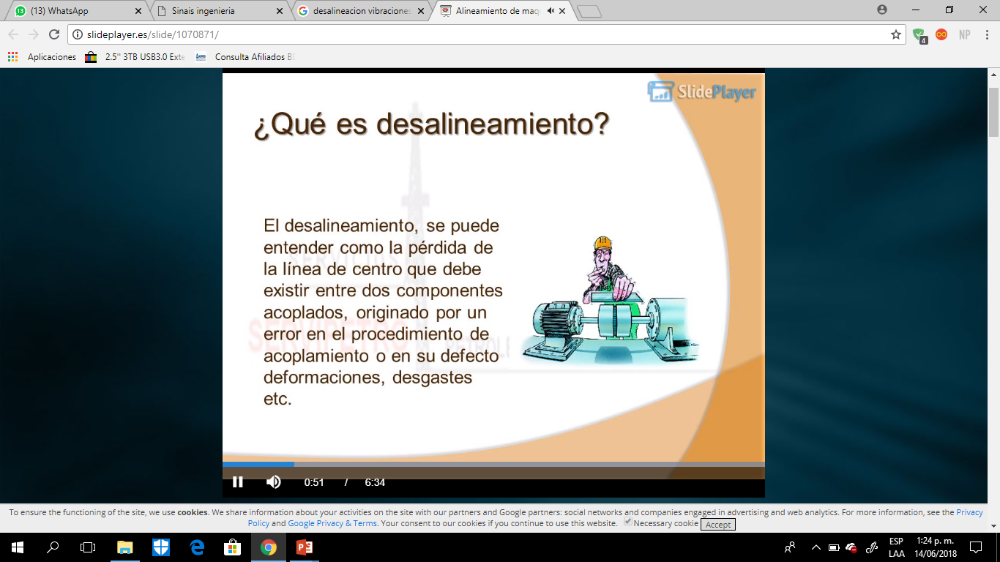 (13) WhatsApp
Sinais ingenieria
desalineacion vibraciones
Alineamiento de maq
slideplayer.es/slide/1070871/
4
NP
Aplicaciones
2.5'' 3TB USB3.0 Exte
Consulta Afiliados BD
SlidePlayer
¿Qué es desalineamiento?
El desalineamiento, se puede
entender como la pérdida de
la línea de centro que debe
existir entre dos componentes
acoplados, originado por un
error en el procedimiento de
acoplamiento o en su defecto
deformaciones, desgastes
etc.
SERVICIOS
SERVIPETRO
0:51 / 6:34
To ensure the functioning of the site, we use cookies. We share information about your activities on the site with our partners and Google partners: social networks and companies engaged in advertising and web analytics. For more information, see the Privacy
Policy and Google Privacy & Terms. Your consent to our cookies if you continue to use this website. Necessary cookie Accept
ESP 1:24 p. m.
LAA 14/06/2018